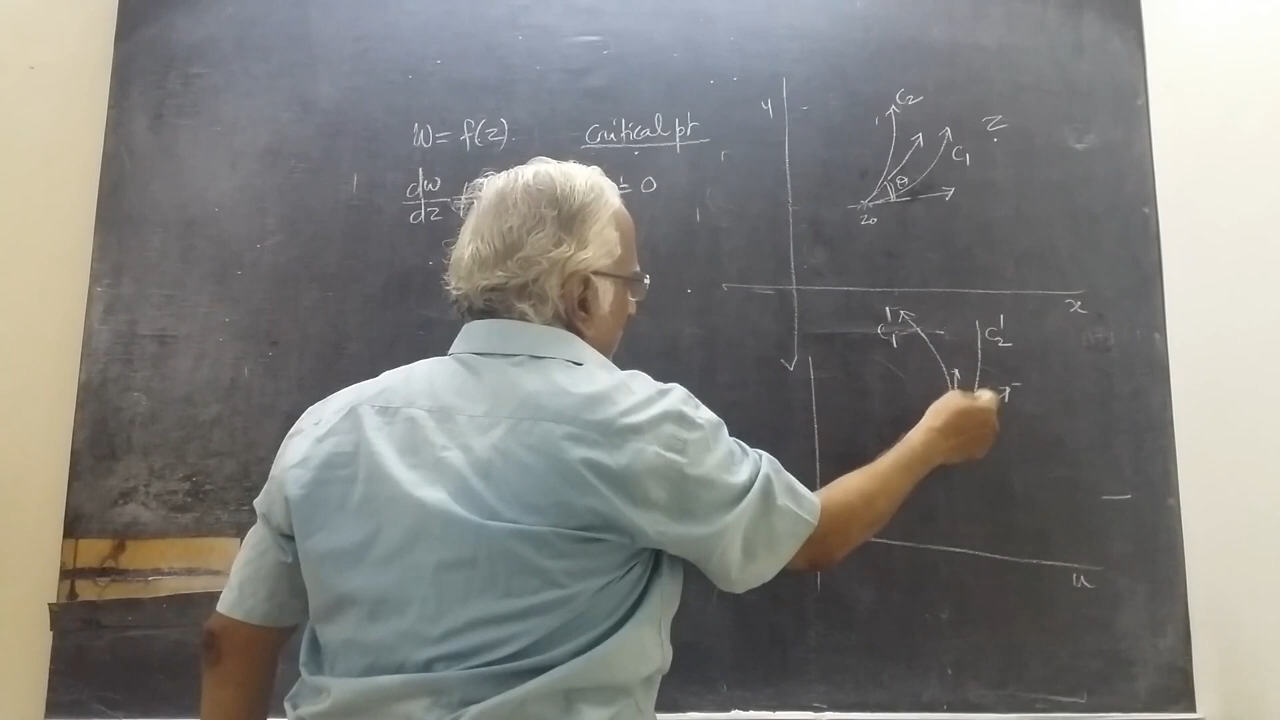 w = f(z). critical pt
dw/dz ≠ 0
y
C2
z
C1
θ
z0
x
C1'
C2'
u